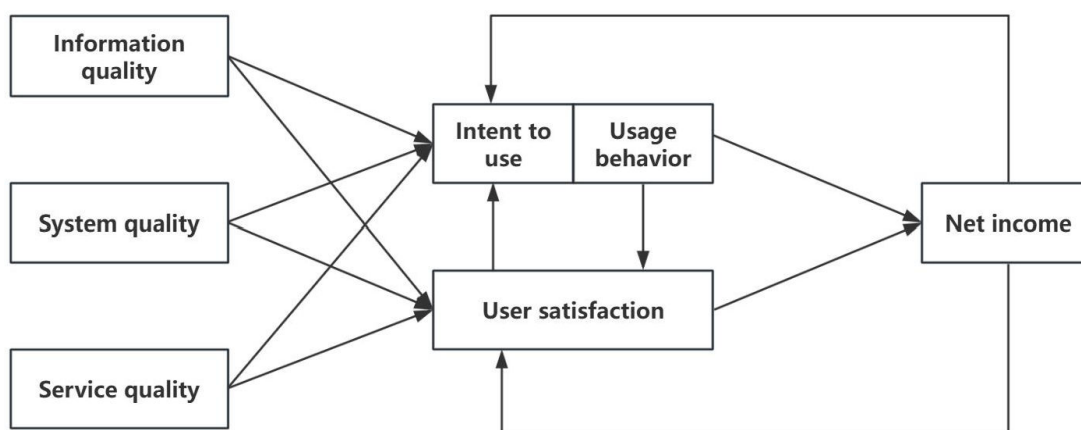 Information
quality
Intent to
use
Usage
behavior
System quality
Net income
User satisfaction
Service quality